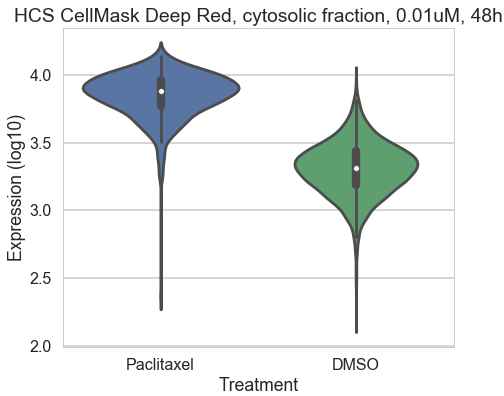 HCS CellMask Deep Red, cytosolic fraction, 0.01uM, 48h
Expression (log10)
4.0
3.5
3.0
2.5
2.0
Paclitaxel DMSO
Treatment